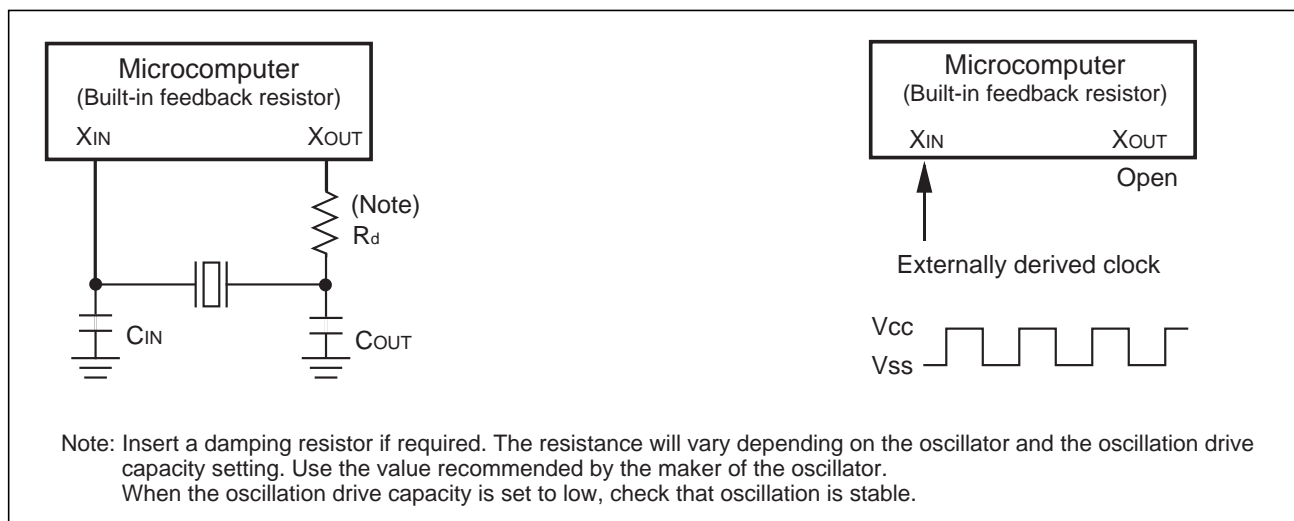 Microcomputer
(Built-in feedback resistor)
XIN
XOUT
(Note)
Rd
CIN
COUT
Microcomputer
(Built-in feedback resistor)
XIN
XOUT
Open
Externally derived clock
Vcc
Vss
Note: Insert a damping resistor if required. The resistance will vary depending on the oscillator and the oscillation drive
capacity setting. Use the value recommended by the maker of the oscillator.
When the oscillation drive capacity is set to low, check that oscillation is stable.